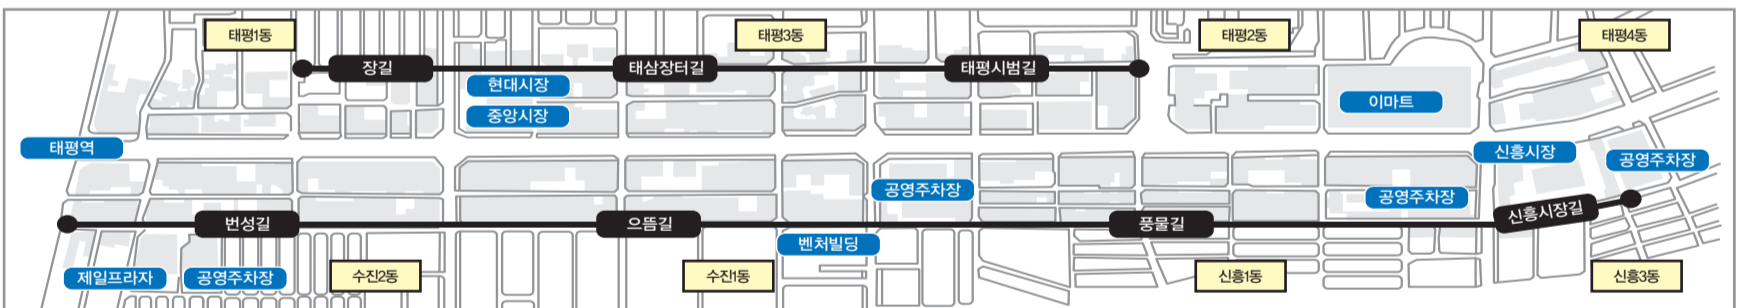 태평1동
태평3동
태평2동
태평4동
장길
태삼장터길
태평시범길
현대시장
이마트
중앙시장
태평역
신흥시장
공영주차장
공영주차장
공영주차장
번성길
으뜸길
풍물길
신흥시장길
벤처빌딩
제일프라자
공영주차장
수진2동
수진1동
신흥1동
신흥3동